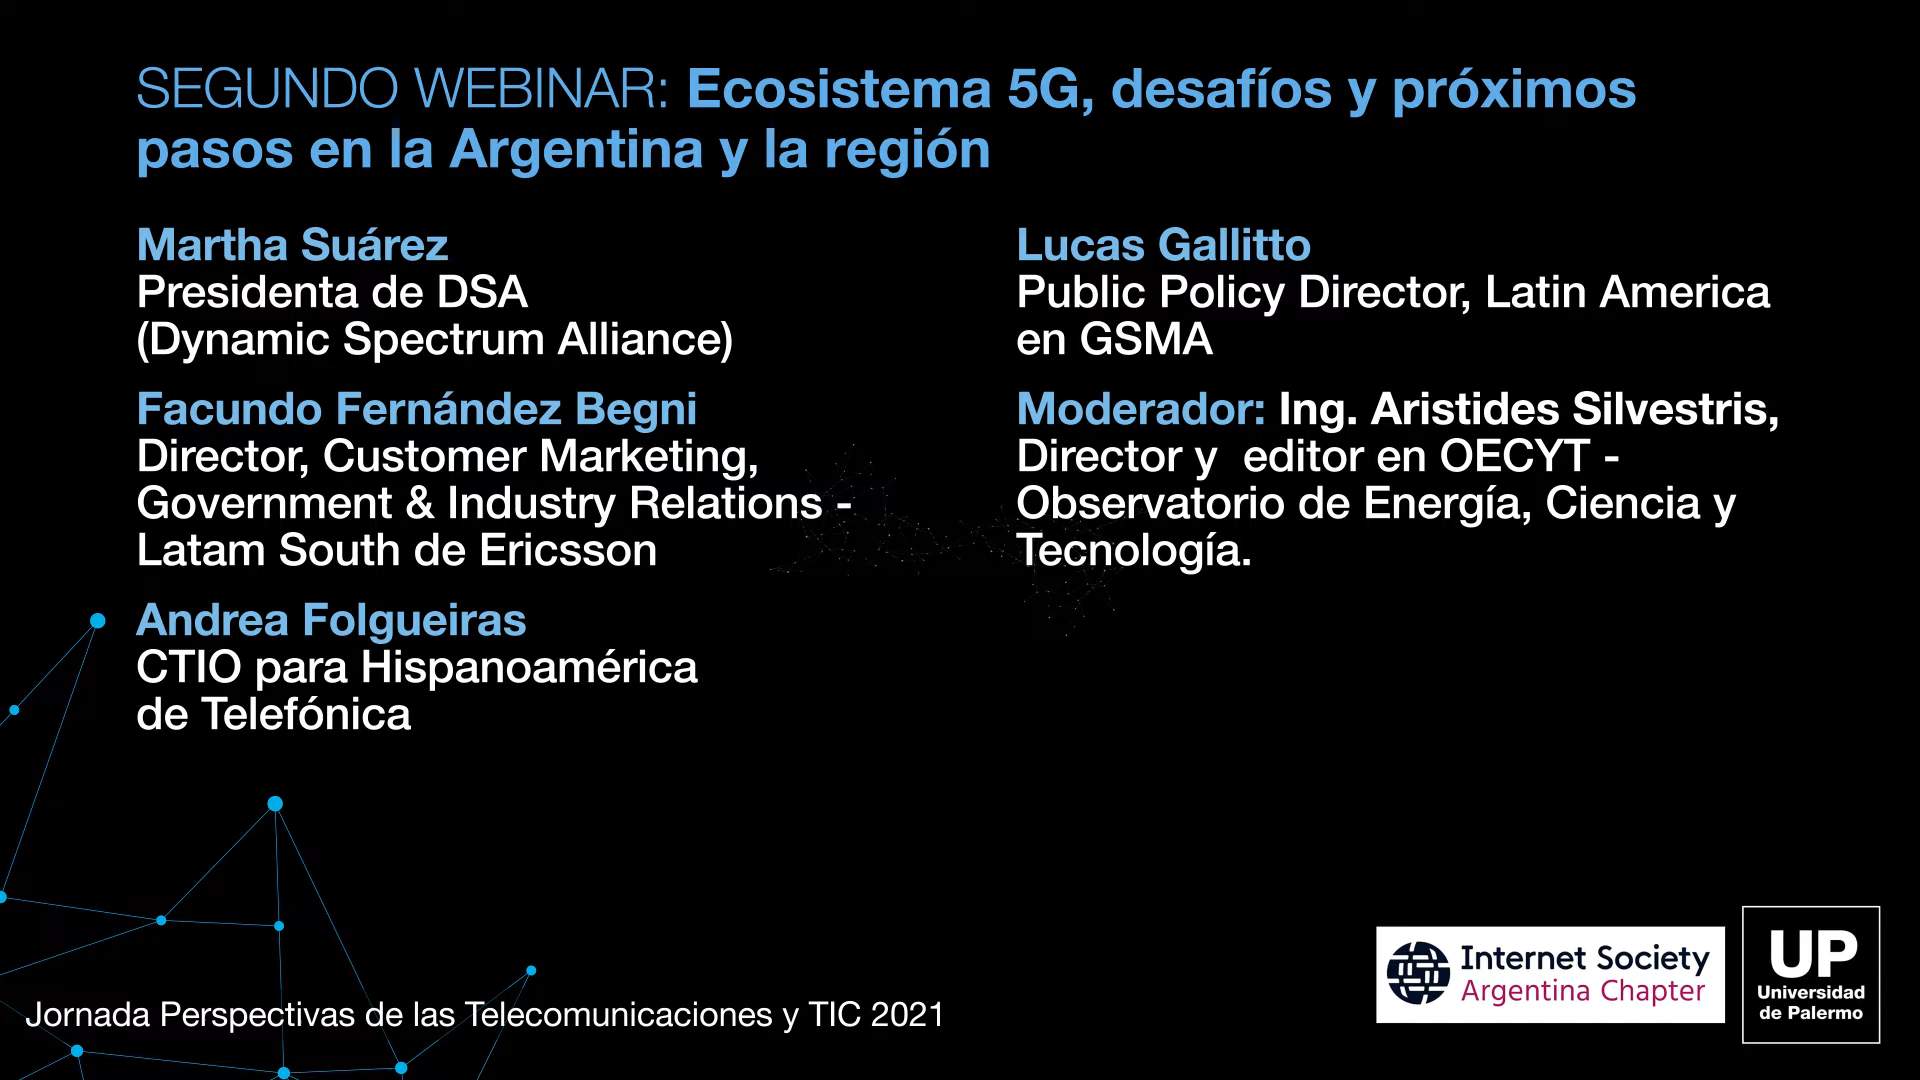 SEGUNDO WEBINAR: Ecosistema 5G, desafíos y próximos
pasos en la Argentina y la región
Martha Suárez
Presidenta de DSA
(Dynamic Spectrum Alliance)
Facundo Fernández Begni
Director, Customer Marketing,
Government & Industry Relations -
Latam South de Ericsson
Andrea Folgueiras
CTIO para Hispanoamérica
de Telefónica
Lucas Gallitto
Public Policy Director, Latin America
en GSMA
Moderador: Ing. Aristides Silvestris,
Director y  editor en OECYT -
Observatorio de Energía, Ciencia y
Tecnología.
Jornada Perspectivas de las Telecomunicaciones y TIC 2021
Internet Society
Argentina Chapter
UP
Universidad
de Palermo